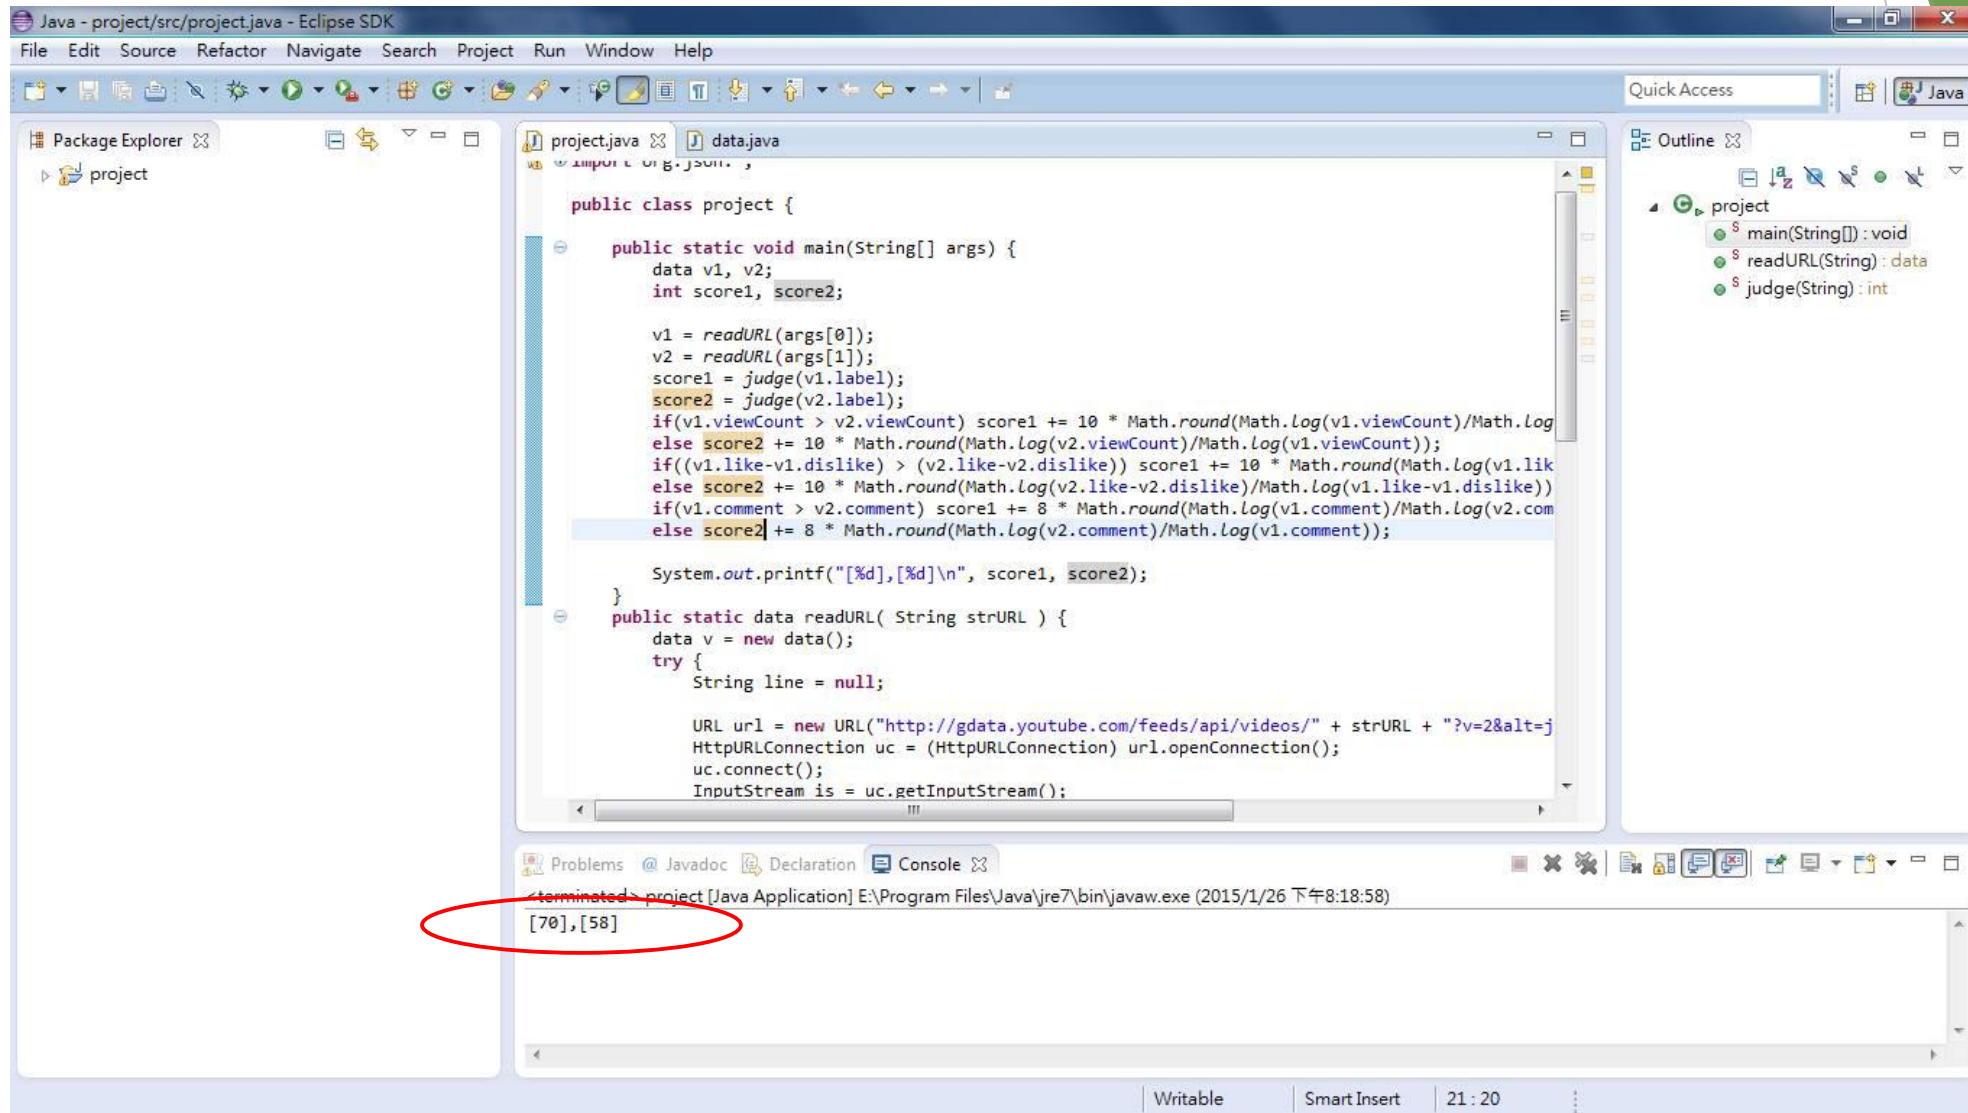 Java - project/src/project.java - Eclipse SDK
File Edit Source Refactor Navigate Search Project Run Window Help
Quick Access
Java
Package Explorer
project
project.java
data.java
import org.json.
public class project {
public static void main(String[] args) {
data v1, v2;
int score1, score2;
v1 = readURL(args[0]);
v2 = readURL(args[1]);
score1 = judge(v1.label);
score2 = judge(v2.label);
if(v1.viewCount > v2.viewCount) score1 += 10 * Math.round(Math.log(v1.viewCount)/Math.log
else score2 += 10 * Math.round(Math.log(v2.viewCount)/Math.log(v1.viewCount));
if((v1.like-v1.dislike) > (v2.like-v2.dislike)) score1 += 10 * Math.round(Math.log(v1.lik
else score2 += 10 * Math.round(Math.log(v2.like-v2.dislike)/Math.log(v1.like-v1.dislike))
if(v1.comment > v2.comment) score1 += 8 * Math.round(Math.log(v1.comment)/Math.log(v2.com
else score2 += 8 * Math.round(Math.log(v2.comment)/Math.log(v1.comment));
System.out.printf("[%d],[%d]\n", score1, score2);
}
public static data readURL( String strURL ) {
data v = new data();
try {
String line = null;
URL url = new URL("http://gdata.youtube.com/feeds/api/videos/" + strURL + "?v=2&alt=j
HttpURLConnection uc = (HttpURLConnection) url.openConnection();
uc.connect();
InputStream is = uc.getInputStream();
Outline
project
main(String[]) : void
readURL(String) : data
judge(String) : int
Problems @ Javadoc Declaration Console
<terminated> project [Java Application] E:\Program Files\Java\jre7\bin\javaw.exe (2015/1/26 下午8:18:58)
[70],[58]
Writable Smart Insert 21 : 20